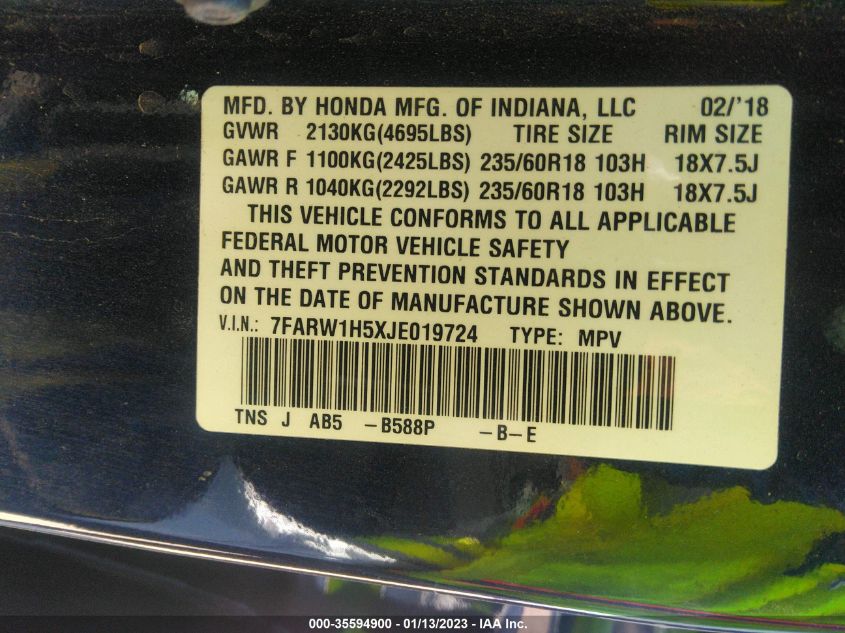 MFD. BY HONDA MFG. OF INDIANA, LLC 02/'18
GVWR 2130KG(4695LBS) TIRE SIZE RIM SIZE
GAWR F 1100KG(2425LBS) 235/60R18 103H 18X7.5J
GAWR R 1040KG(2292LBS) 235/60R18 103H 18X7.5J
THIS VEHICLE CONFORMS TO ALL APPLICABLE
FEDERAL MOTOR VEHICLE SAFETY
AND THEFT PREVENTION STANDARDS IN EFFECT
ON THE DATE OF MANUFACTURE SHOWN ABOVE.
V.I.N.: 7FARW1H5XJE019724 TYPE: MPV
TNS J AB5 -B588P -B-E
000-35594900 - 01/13/2023 - IAA Inc.